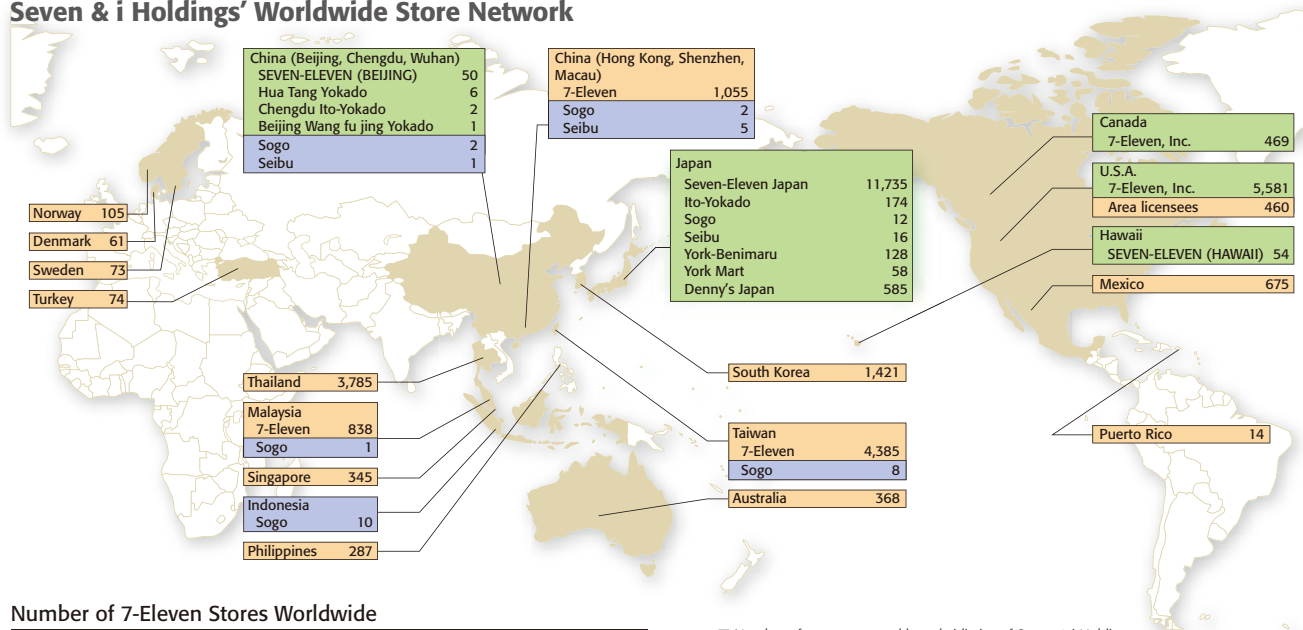 Seven & i Holdings' Worldwide Store Network
China (Beijing, Chengdu, Wuhan)
SEVEN-ELEVEN (BEIJING) 50
Hua Tang Yokado 6
Chengdu Ito-Yokado 2
Beijing Wang fu jing Yokado 1
Sogo 2
Seibu 1
China (Hong Kong, Shenzhen,
Macau)
7-Eleven 1,055
Sogo 2
Seibu 5
Japan
Seven-Eleven Japan 11,735
Ito-Yokado 174
Sogo 12
Seibu 16
York-Benimaru 128
York Mart 58
Denny's Japan 585
Canada
7-Eleven, Inc. 469
U.S.A.
7-Eleven, Inc. 5,581
Area licensees 460
Hawaii
SEVEN-ELEVEN (HAWAII) 54
Mexico 675
Norway 105
Denmark 61
Sweden 73
Turkey 74
Thailand 3,785
Malaysia
7-Eleven 838
Sogo 1
Singapore 345
Indonesia
Sogo 10
Philippines 287
South Korea 1,421
Taiwan
7-Eleven 4,385
Sogo 8
Australia 368
Puerto Rico 14
Number of 7-Eleven Stores Worldwide